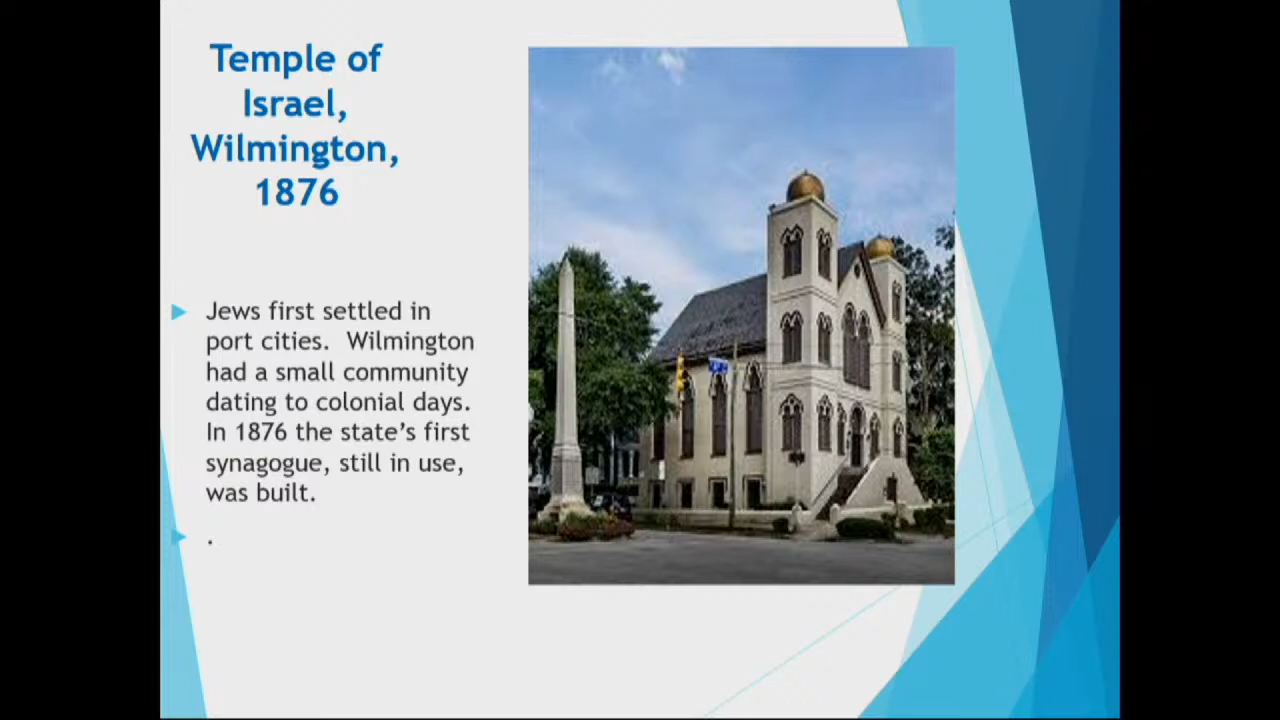 Temple of
Israel,
Wilmington,
1876
Jews first settled in
port cities.  Wilmington
had a small community
dating to colonial days.
In 1876 the state's first
synagogue, still in use,
was built.
.